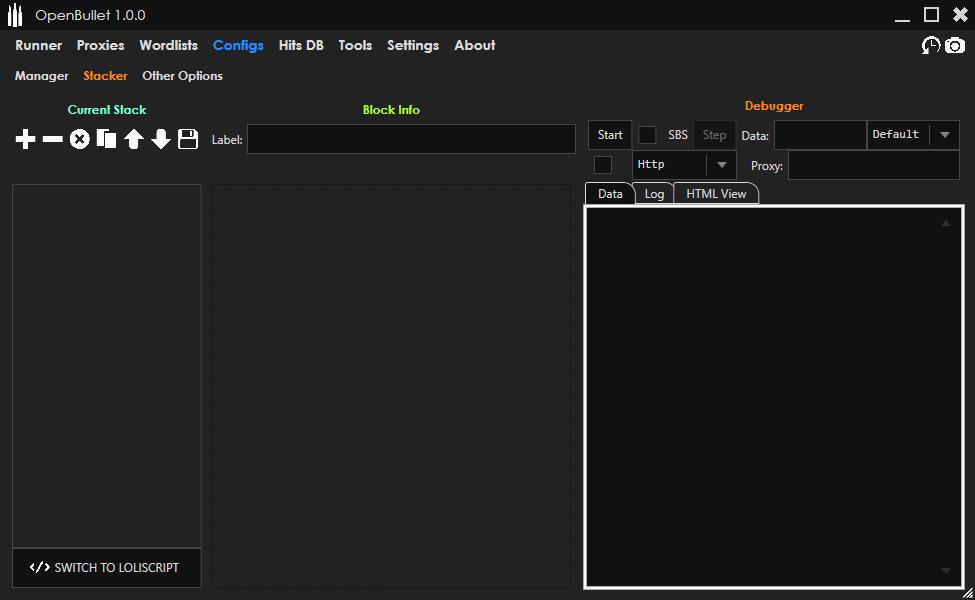 OpenBullet 1.0.0
Runner Proxies Wordlists Configs Hits DB Tools Settings About
Manager Stacker Other Options
Current Stack
Block Info
Debugger
Label:
Start SBS Step Data: Default
Http Proxy:
Data Log HTML View
</> SWITCH TO LOLISCRIPT